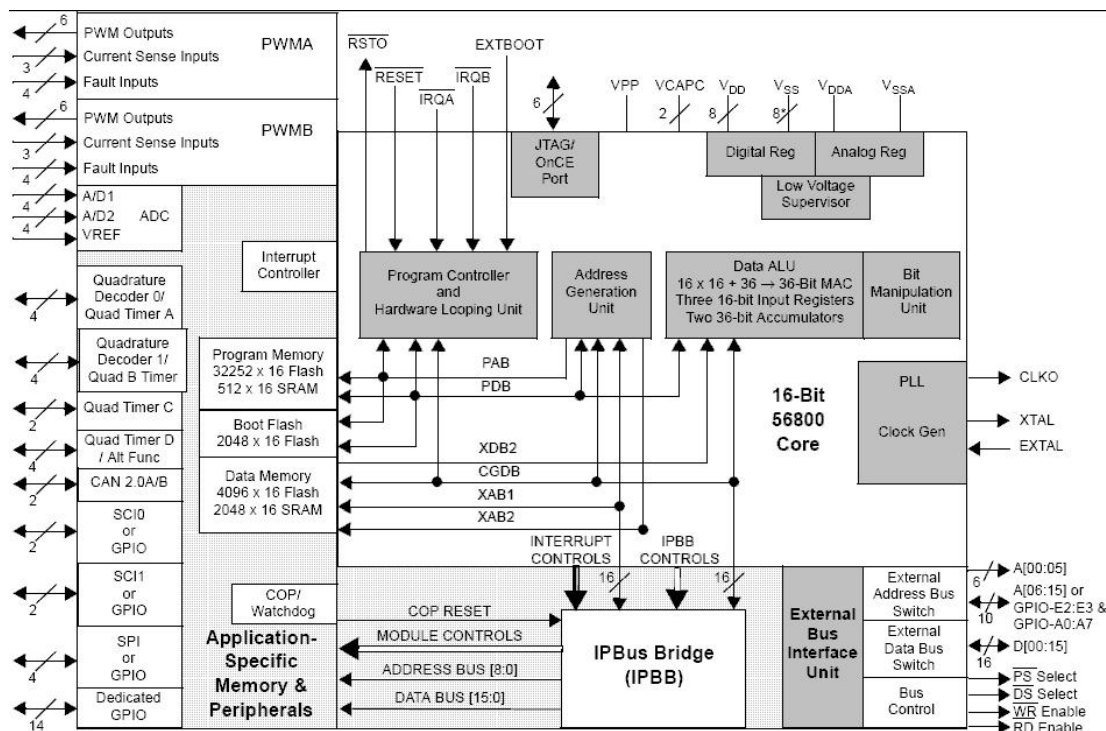 6
PWM Outputs
PWMA
Current Sense Inputs
3
Fault Inputs
4
6
PWM Outputs
PWMB
Current Sense Inputs
3
Fault Inputs
4
A/D1
4
A/D2 ADC
4
VREF
RSTO
EXTBOOT
RESET
IRQB
IRQA
6
VPP
VCAPC
2
VDD
8
VSS
8*
VDDA
VSSA
JTAG/
OnCE
Port
Digital Reg
Analog Reg
Low Voltage
Supervisor
Interrupt
Controller
Program Controller
and
Hardware Looping Unit
Address
Generation
Unit
Data ALU
16 x 16 + 36 → 36-Bit MAC
Three 16-bit Input Registers
Two 36-bit Accumulators
Bit
Manipulation
Unit
Quadrature
Decoder 0/
Quad Timer A
4
Quadrature
Decoder 1/
Quad B Timer
4
Quad Timer C
2
Quad Timer D
/ Alt Func
4
CAN 2.0A/B
2
SCI0
or
GPIO
2
SCI1
or
GPIO
2
SPI
or
GPIO
4
Dedicated
GPIO
14
Program Memory
32252 x 16 Flash
512 x 16 SRAM
Boot Flash
2048 x 16 Flash
Data Memory
4096 x 16 Flash
2048 x 16 SRAM
PAB
PDB
XDB2
CGDB
XAB1
XAB2
16-Bit
56800
Core
PLL
Clock Gen
CLKO
XTAL
EXTAL
INTERRUPT
CONTROLS
16
IPBB
CONTROLS
16
COP/
Watchdog
Application-
Specific
Memory &
Peripherals
COP RESET
MODULE CONTROLS
ADDRESS BUS [8:0]
DATA BUS [15:0]
IPBus Bridge
(IPBB)
External
Bus
Interface
Unit
External
Address Bus
Switch
External
Data Bus
Switch
Bus
Control
6
A[00:05]
10
A[06:15] or
GPIO-E2:E3 &
GPIO-A0:A7
16
D[00:15]
PS Select
DS Select
WR Enable
RD Enable